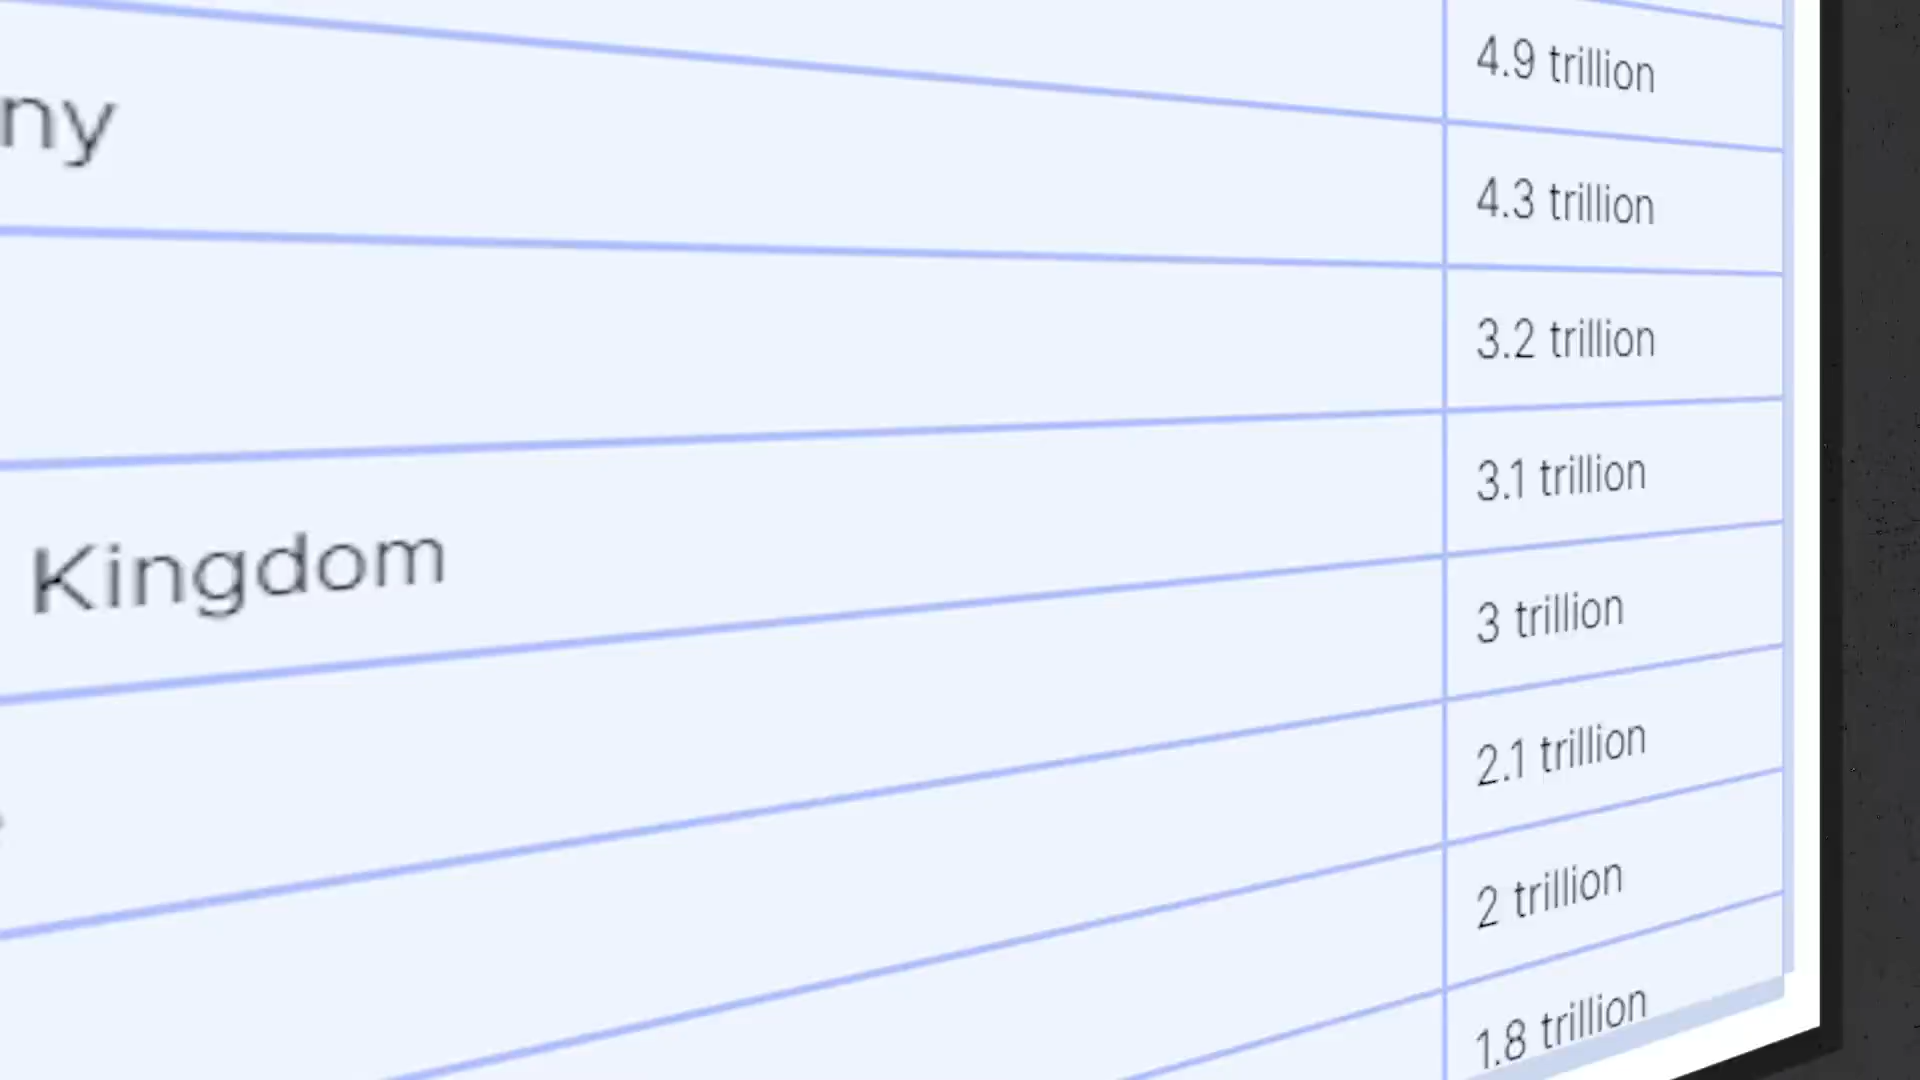 4.9 trillion
ny 4.3 trillion
3.2 trillion
Kingdom 3.1 trillion
3 trillion
2.1 trillion
2 trillion
1.8 trillion